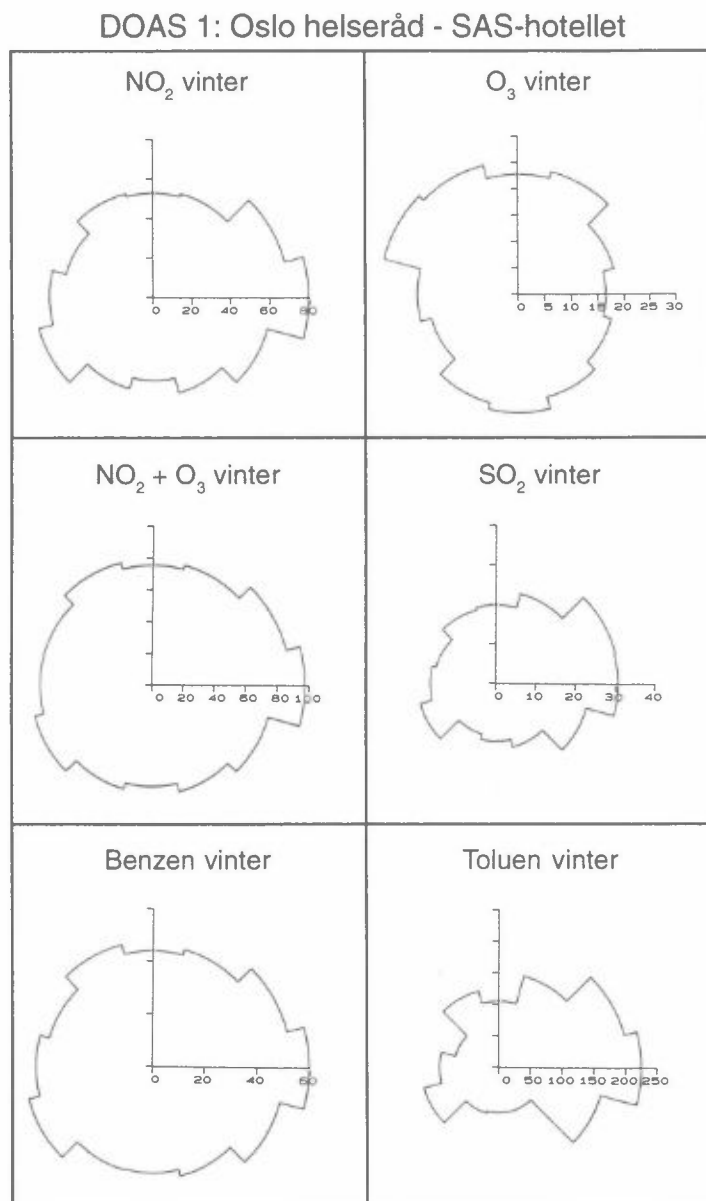 DOAS 1: Oslo helseråd - SAS-hotellet
NO₂ vinter
O₃ vinter
0 20 40 60 80
0 5 10 15 20 25 30
NO₂ + O₃ vinter
SO₂ vinter
0 20 40 60 80 100
0 10 20 30 40
Benzen vinter
Toluen vinter
0 20 40 60
0 50 100 150 200 250